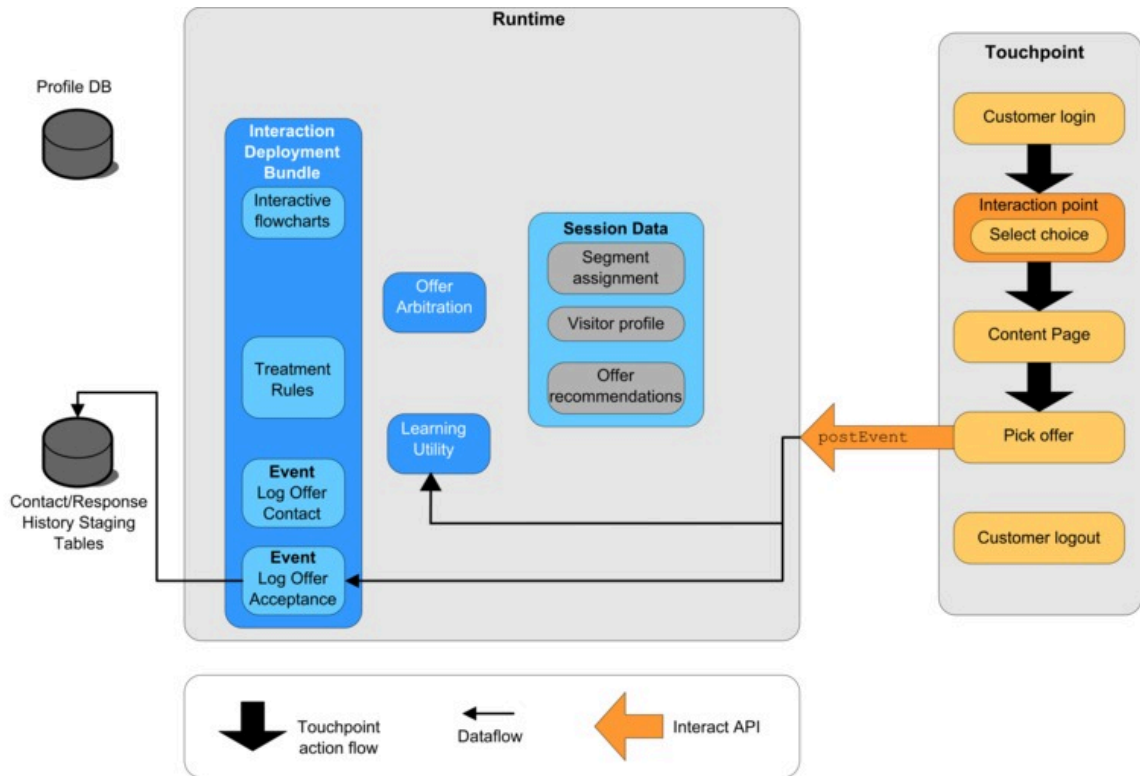 Runtime
Profile DB
Interaction
Deployment
Bundle
Interactive
flowcharts
Treatment
Rules
Event
Log Offer
Contact
Event
Log Offer
Acceptance
Offer
Arbitration
Learning
Utility
Session Data
Segment
assignment
Visitor profile
Offer
recommendations
Contact/Response
History Staging
Tables
postEvent
Touchpoint
Customer login
Interaction point
Select choice
Content Page
Pick offer
Customer logout
Touchpoint
action flow
Dataflow
Interact API